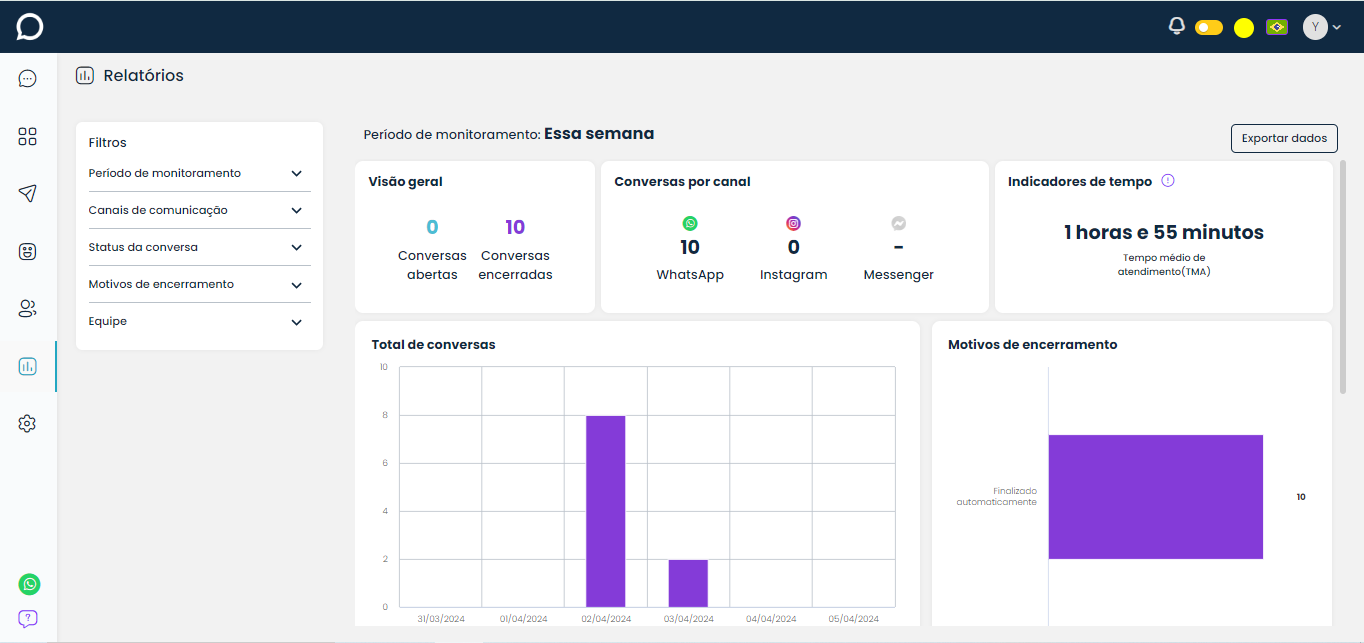 Y
Relatórios
Filtros
Período de monitoramento
Canais de comunicação
Status da conversa
Motivos de encerramento
Equipe
Período de monitoramento: Essa semana
Exportar dados
Visão geral
0
Conversas
abertas
10
Conversas
encerradas
Conversas por canal
10
WhatsApp
0
Instagram
-
Messenger
Indicadores de tempo
1 horas e 55 minutos
Tempo médio de
atendimento(TMA)
Total de conversas
10
8
6
4
2
0
31/03/2024 01/04/2024 02/04/2024 03/04/2024 04/04/2024 05/04/2024
Motivos de encerramento
Finalizado
automaticamente
10
?